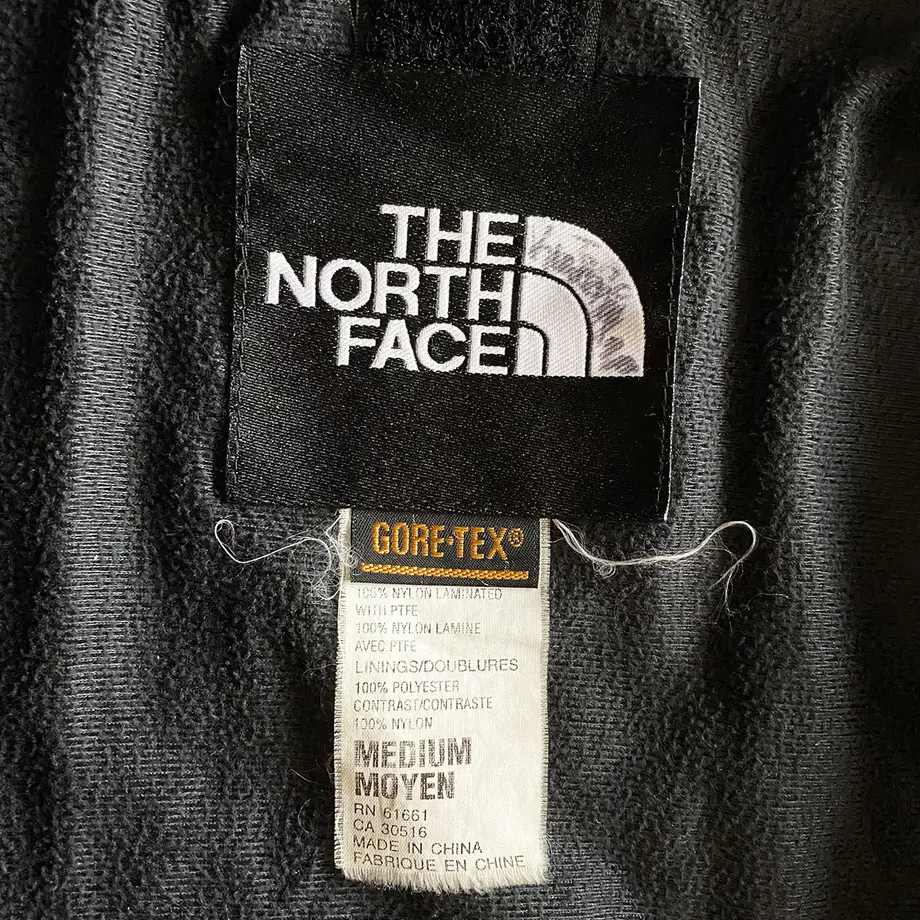 THE
NORTH
FACE
GORE-TEX®
100% NYLON LAMINATED
WITH PTFE
100% NYLON LAMINE
AVEC PTFE
LININGS/DOUBLURES
100% POLYESTER
CONTRAST/CONTRASTE
100% NYLON
MEDIUM
MOYEN
RN 61661
CA 30516
MADE IN CHINA
FABRIQUE EN CHINE